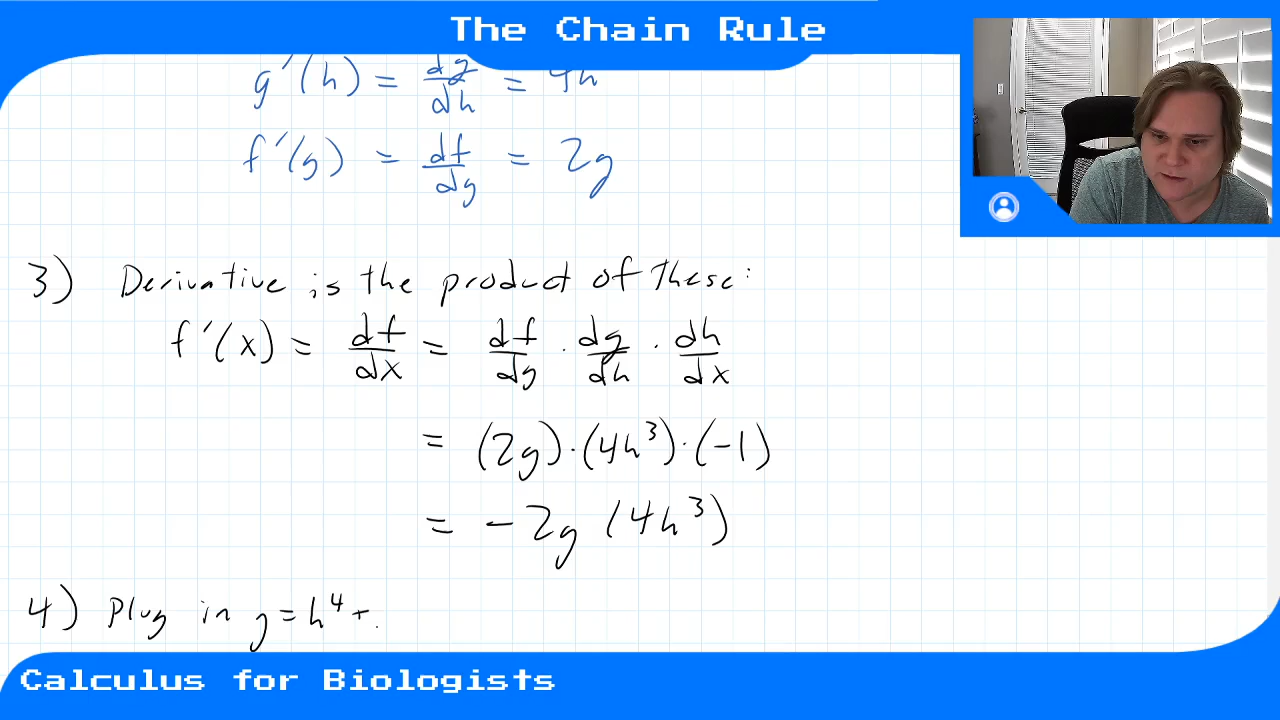 The Chain Rule
g'(h) = dg/dh = 4h
f'(g) = df/dg = 2g
3) Derivative is the product of these:
f'(x) = df/dx = df/dg · dg/dh · dh/dx
= (2g)·(4h³)·(-1)
= -2g (4h³)
4) Plug in g = h⁴ +
Calculus for Biologists